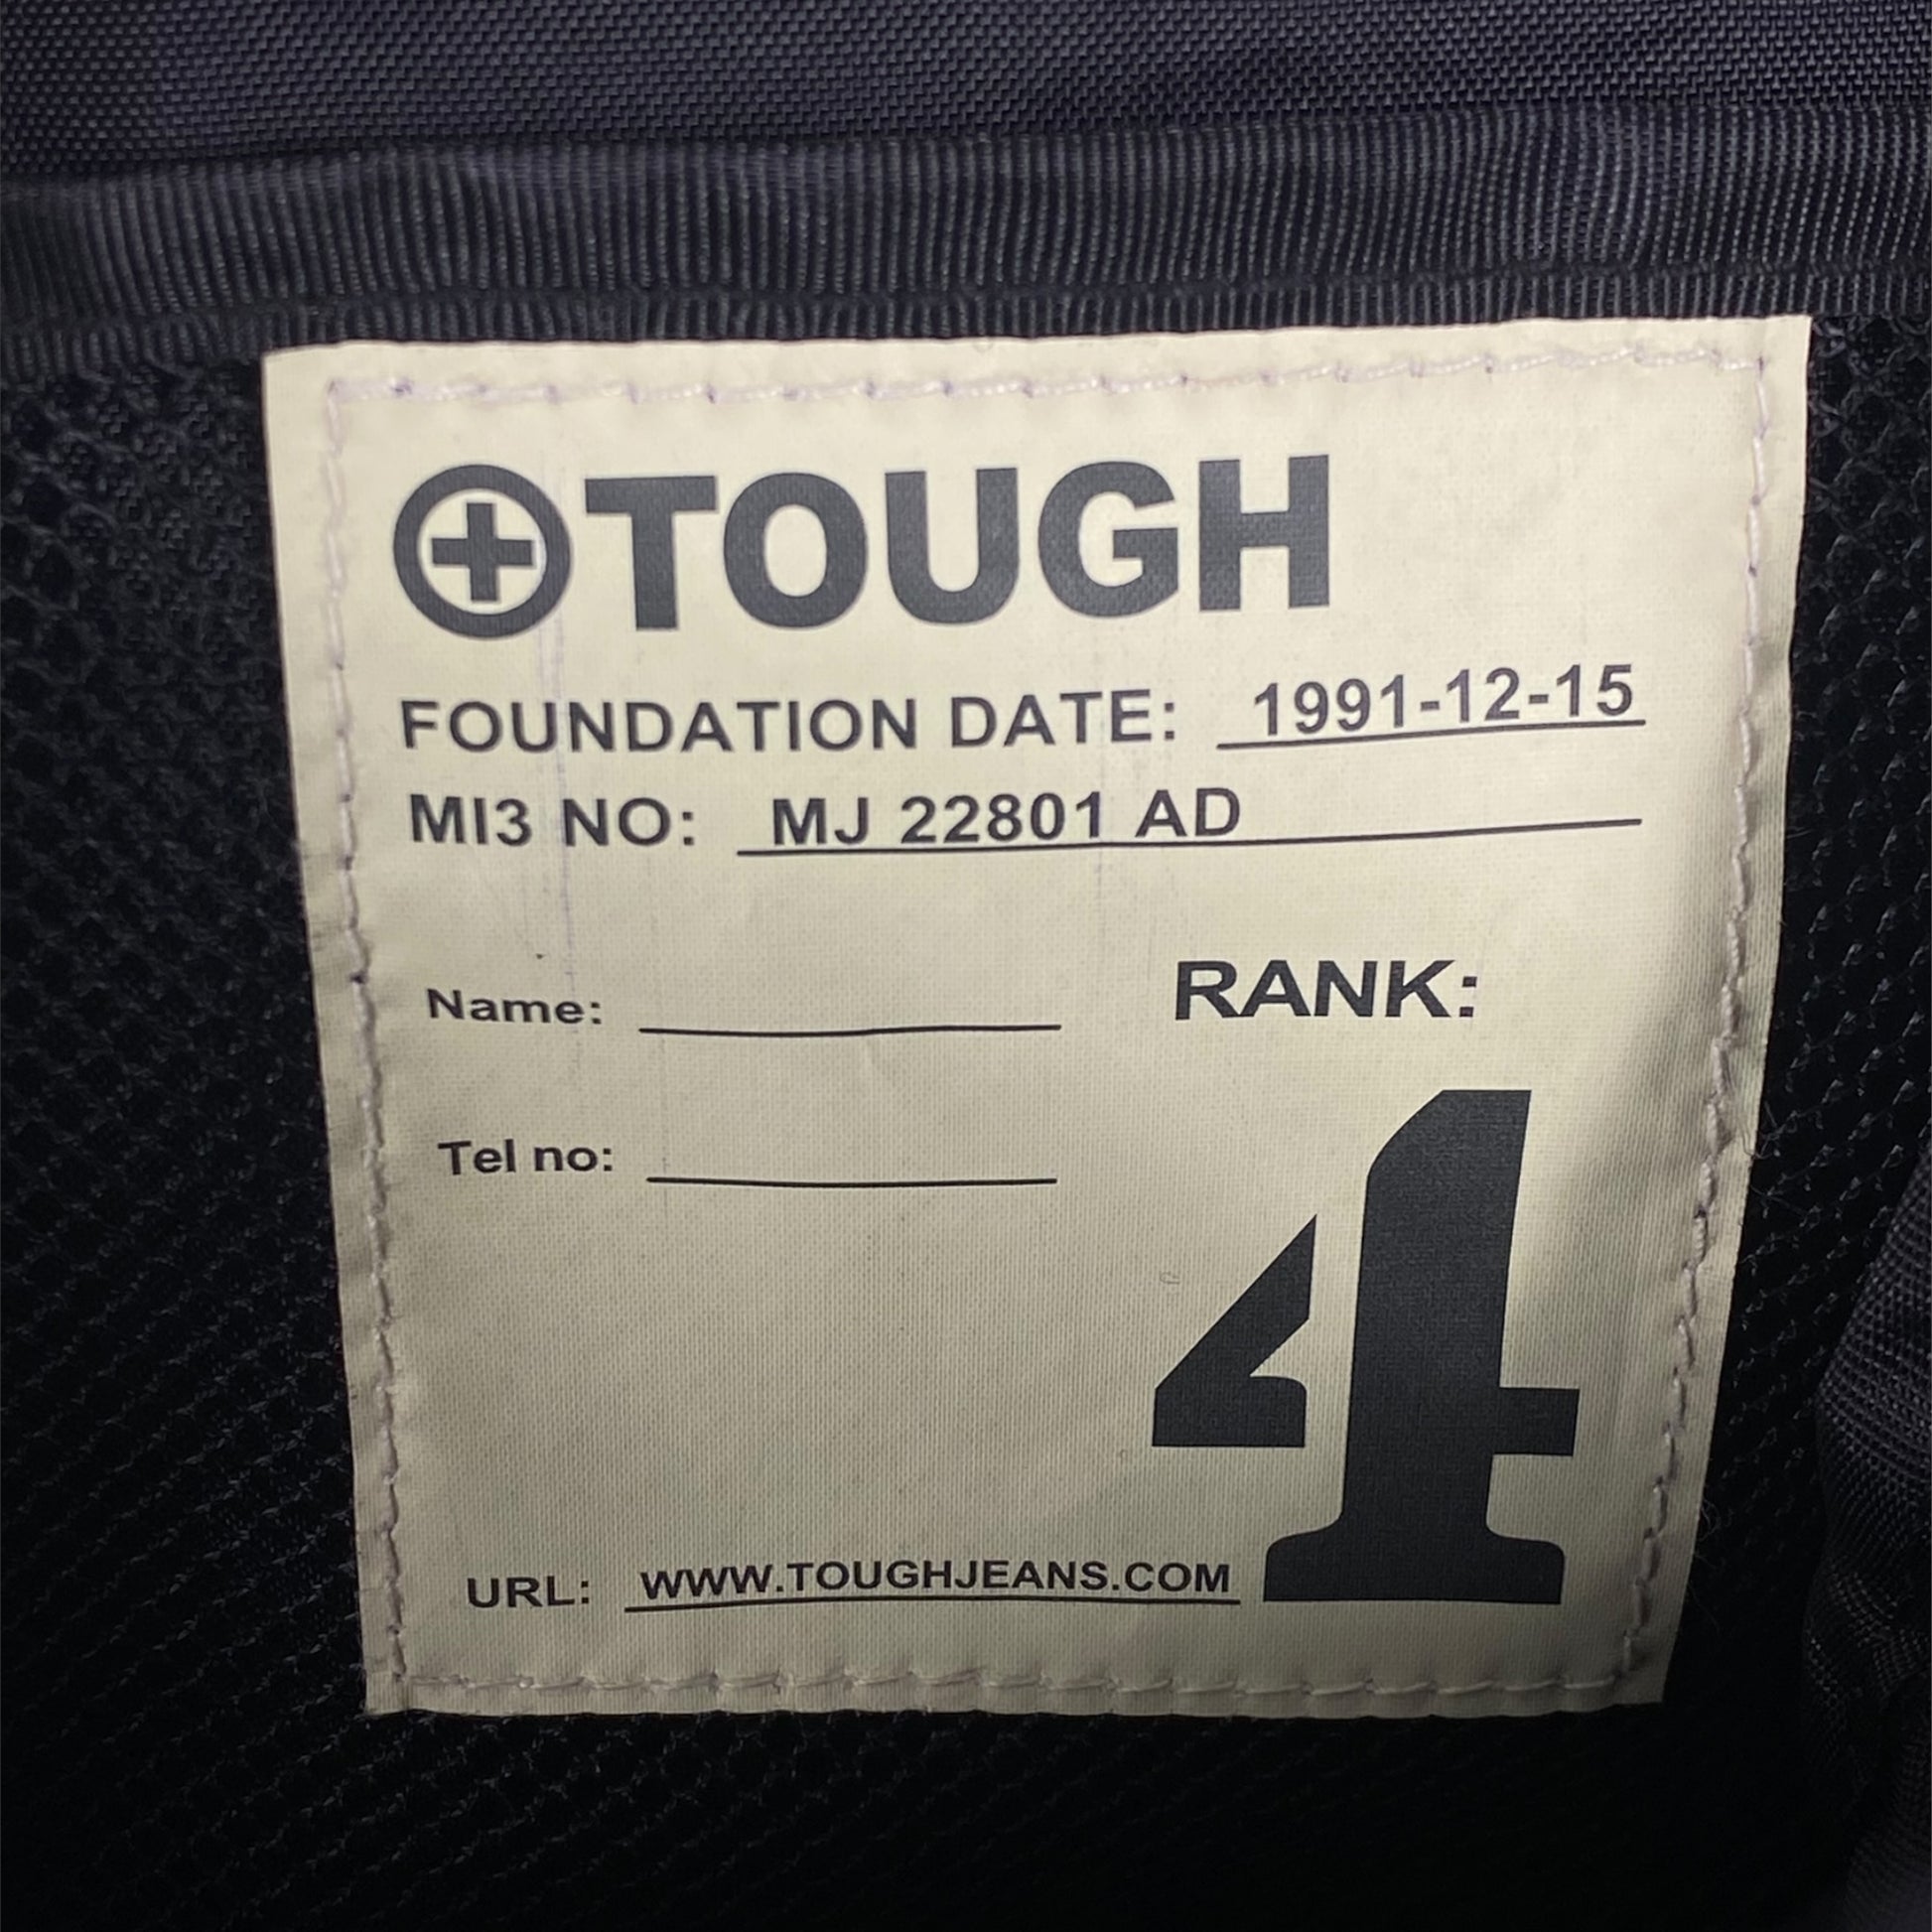 TOUGH
FOUNDATION DATE: 1991-12-15
MI3 NO: MJ 22801 AD
Name:
RANK:
Tel no:
4
URL: WWW.TOUGHJEANS.COM